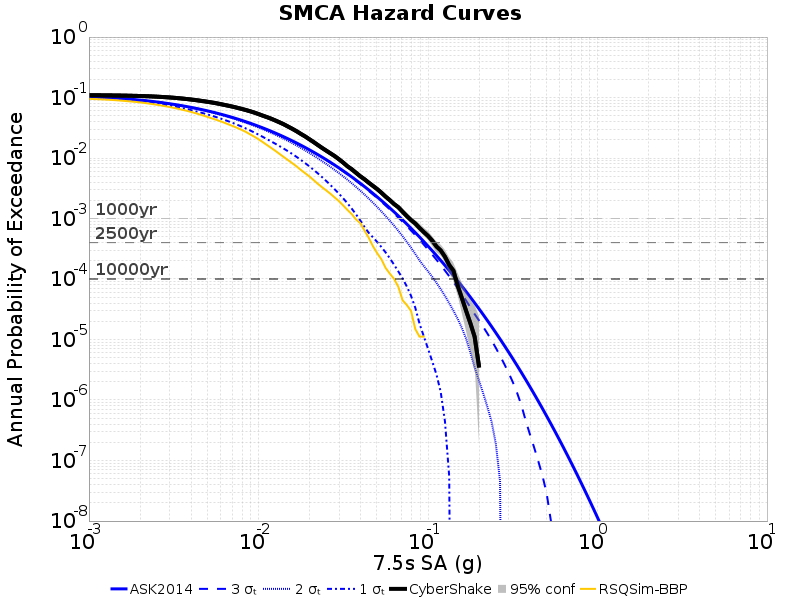 SMCA Hazard Curves
Annual Probability of Exceedance
10^0
10^-1
10^-2
10^-3
10^-4
10^-5
10^-6
10^-7
10^-8
1000yr
2500yr
10000yr
10^-3 10^-2 10^-1 10^0 10^1
7.5s SA (g)
ASK2014 3 σₜ 2 σₜ 1 σₜ CyberShake 95% conf RSQSim-BBP